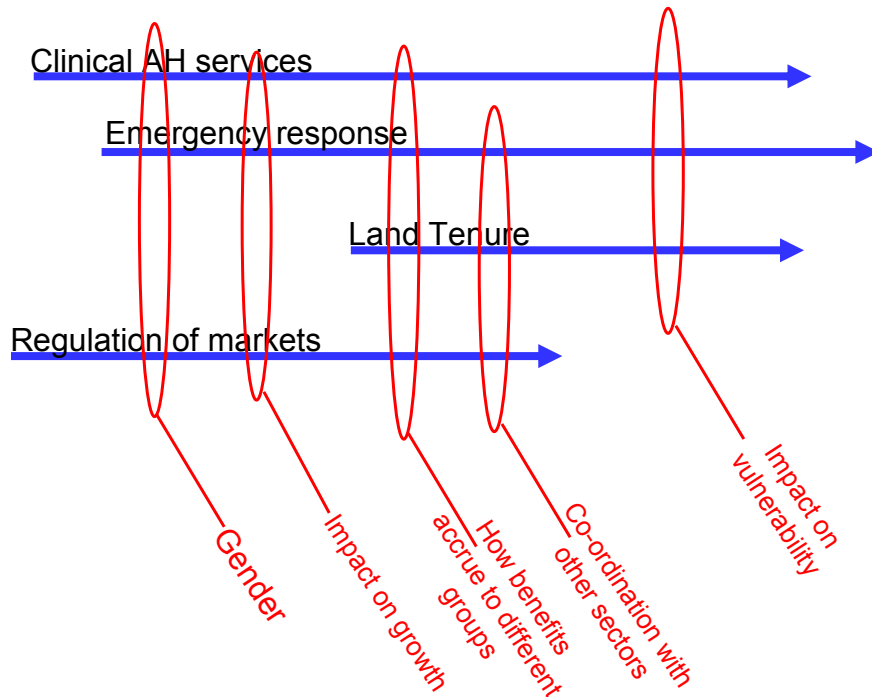 Clinical AH services
Emergency response
Land Tenure
Regulation of markets
Gender
Impact on growth
How benefits
accrue to different
groups
Co-ordination with
other sectors
Impact on
vulnerability